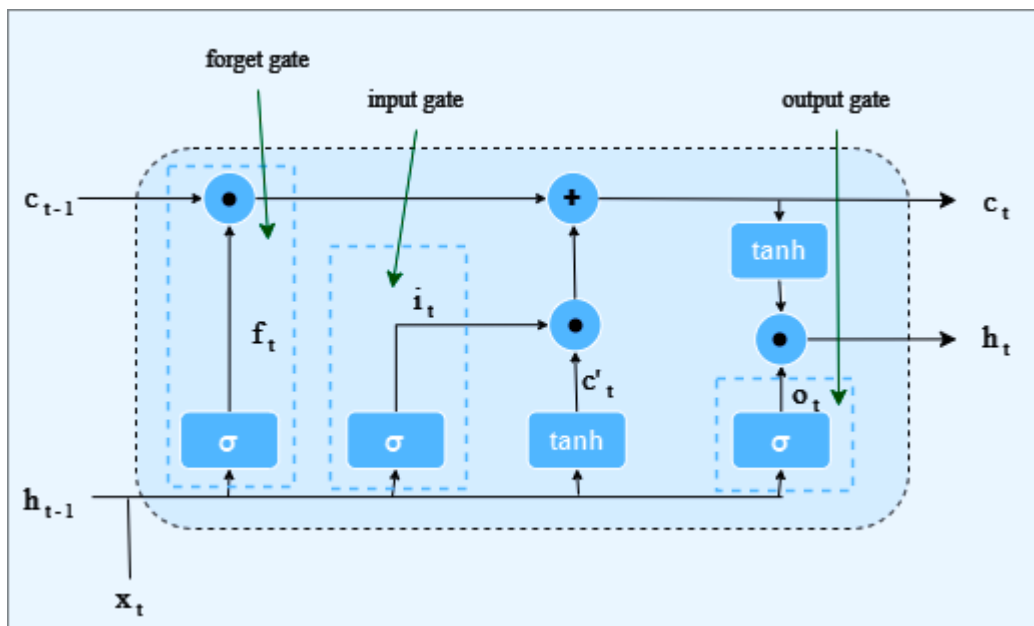 forget gate
input gate
output gate
c t-1
+
c t
tanh
i t
f t
h t
c' t
o t
σ
σ
tanh
σ
h t-1
x t